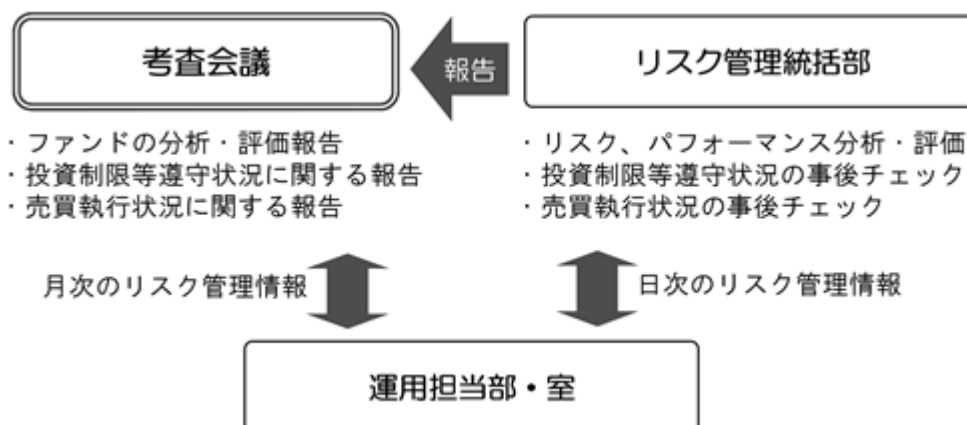 考査会議
報告
リスク管理統括部
・ファンドの分析・評価報告
・投資制限等遵守状況に関する報告
・売買執行状況に関する報告
・リスク、パフォーマンス分析・評価
・投資制限等遵守状況の事後チェック
・売買執行状況の事後チェック
月次のリスク管理情報
日次のリスク管理情報
運用担当部・室